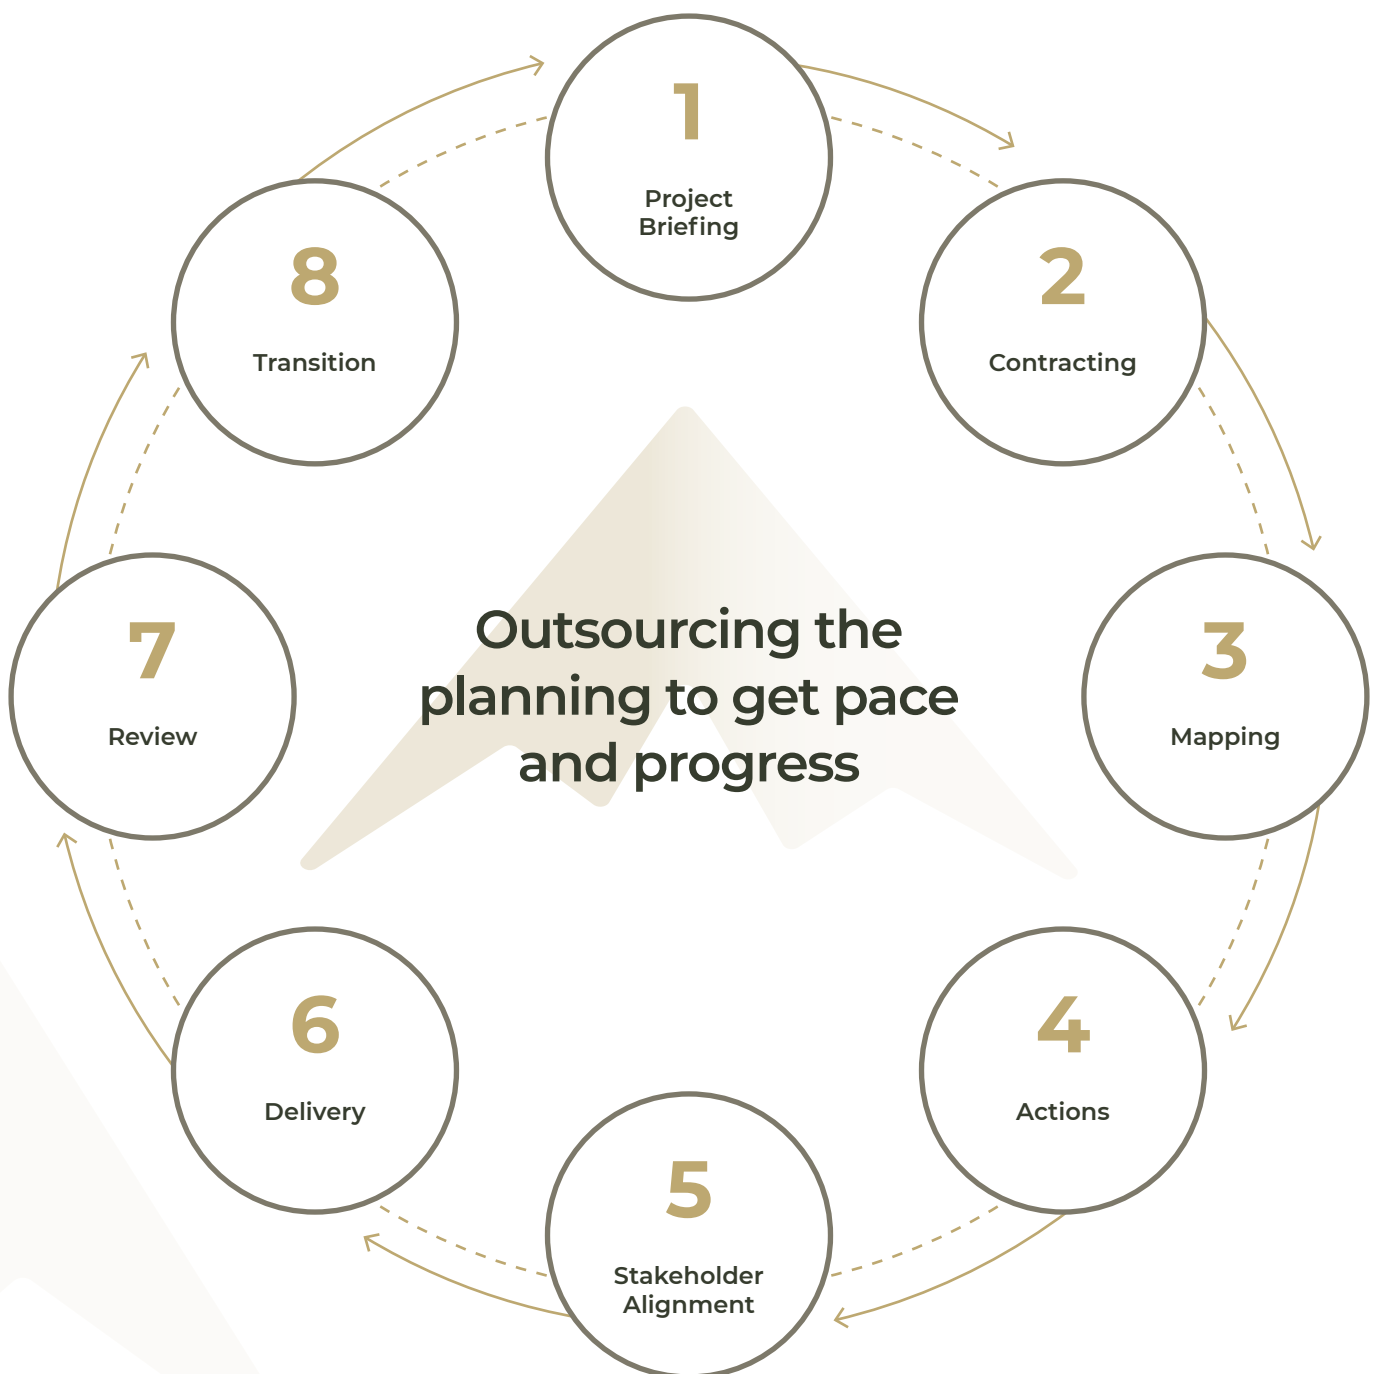 1
Project
Briefing
2
Contracting
3
Mapping
4
Actions
5
Stakeholder
Alignment
6
Delivery
7
Review
8
Transition
Outsourcing the
planning to get pace
and progress